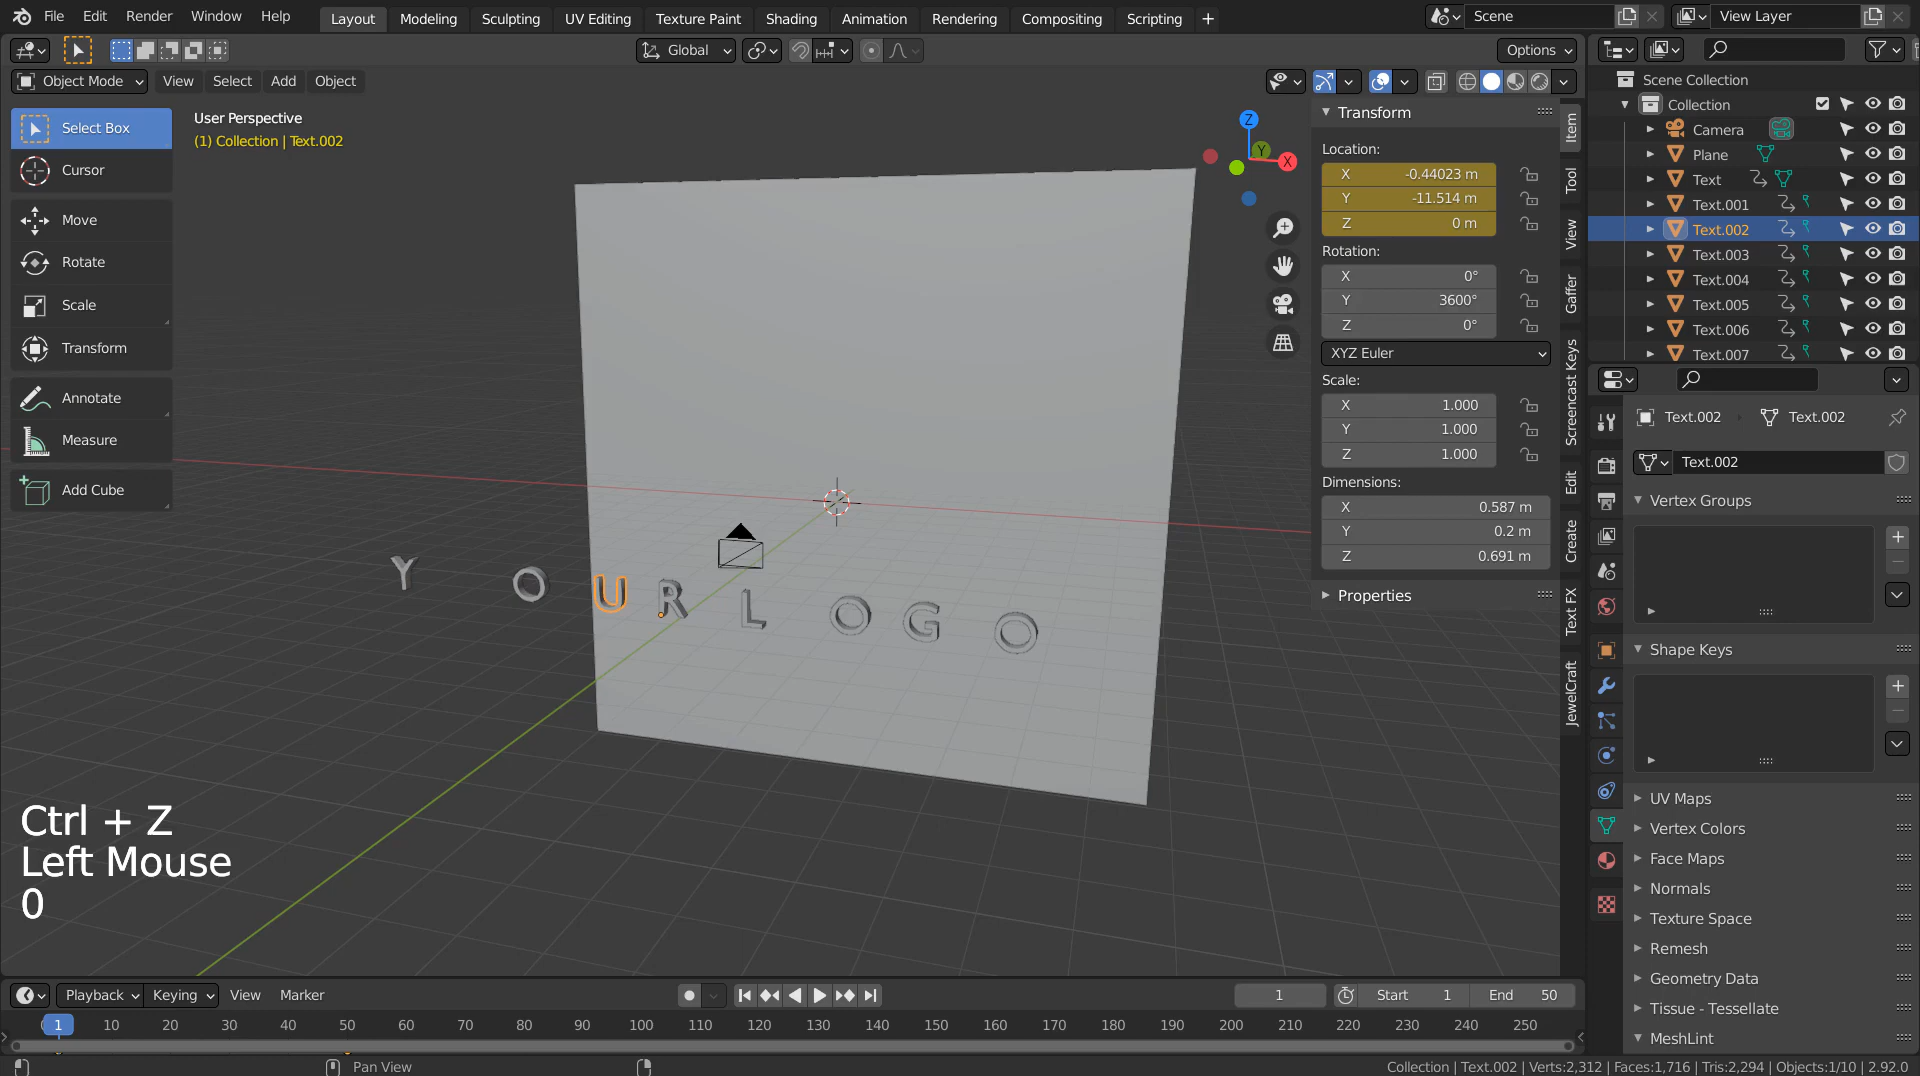 File Edit Render Window Help
Layout Modeling Sculpting UV Editing Texture Paint Shading Animation Rendering Compositing Scripting +
Scene
View Layer
Global
Options
Object Mode View Select Add Object
Select Box
Cursor
Move
Rotate
Scale
Transform
Annotate
Measure
Add Cube
User Perspective
(1) Collection | Text.002
Z
Y
X
Y O U R L O G O
Ctrl + Z
Left Mouse
0
Transform
Location:
X -0.44023 m
Y -11.514 m
Z 0 m
Rotation:
X 0°
Y 3600°
Z 0°
XYZ Euler
Scale:
X 1.000
Y 1.000
Z 1.000
Dimensions:
X 0.587 m
Y 0.2 m
Z 0.691 m
Properties
Item
Tool
View
Gaffer
Screencast Keys
Edit
Create
Text FX
JewelCraft
Scene Collection
Collection
Camera
Plane
Text
Text.001
Text.002
Text.003
Text.004
Text.005
Text.006
Text.007
Text.002 Text.002
Text.002
Vertex Groups
Shape Keys
UV Maps
Vertex Colors
Face Maps
Normals
Texture Space
Remesh
Geometry Data
Tissue - Tessellate
MeshLint
Playback Keying View Marker
1 Start 1 End 50
1 10 20 30 40 50 60 70 80 90 100 110 120 130 140 150 160 170 180 190 200 210 220 230 240 250
Pan View
Collection | Text.002 | Verts:2,312 | Faces:1,716 | Tris:2,294 | Objects:1/10 | 2.92.0